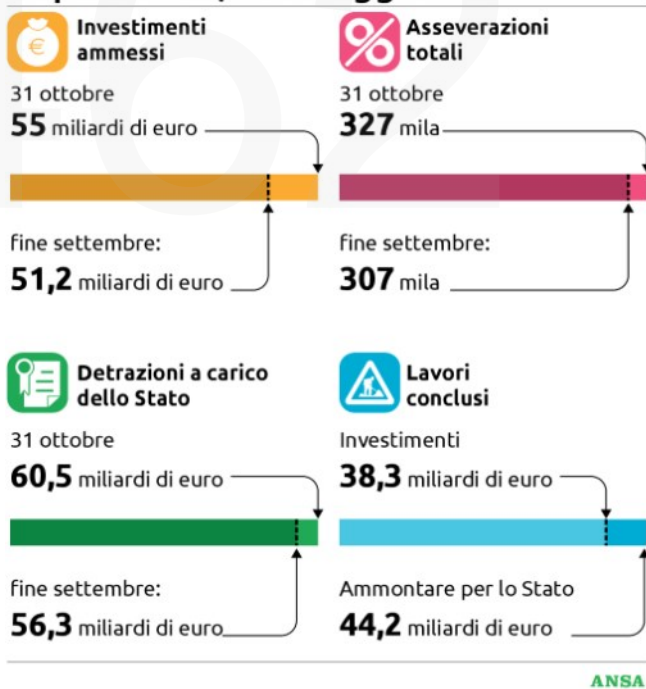 Investimenti
ammessi
31 ottobre
55 miliardi di euro
fine settembre:
51,2 miliardi di euro
Asseverazioni
totali
31 ottobre
327 mila
fine settembre:
307 mila
Detrazioni a carico
dello Stato
31 ottobre
60,5 miliardi di euro
fine settembre:
56,3 miliardi di euro
Lavori
conclusi
Investimenti
38,3 miliardi di euro
Ammontare per lo Stato
44,2 miliardi di euro
ANSA